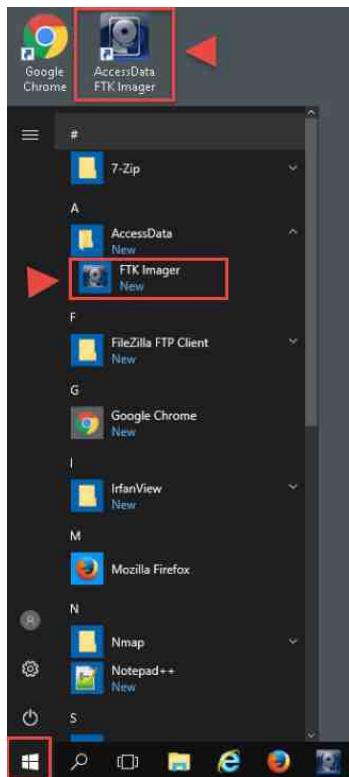 Google
Chrome
AccessData
FTK Imager
#
7-Zip
A
AccessData
New
FTK Imager
New
F
FileZilla FTP Client
New
G
Google Chrome
New
I
IrfanView
New
M
Mozilla Firefox
N
Nmap
Notepad++
New
S